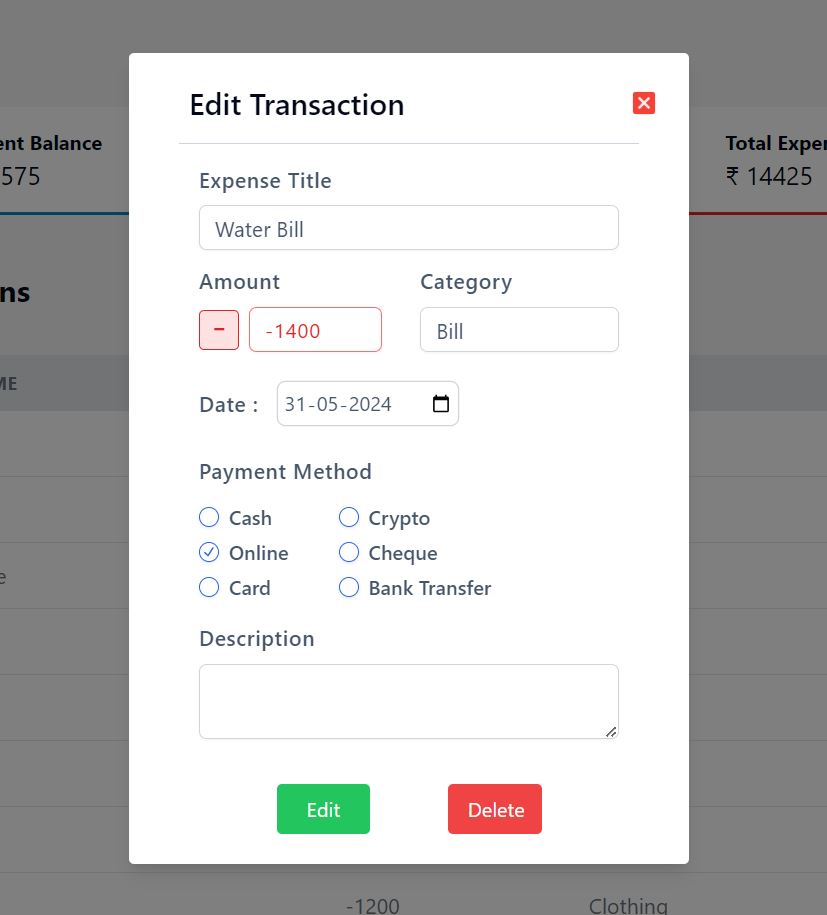 Edit Transaction
ent Balance
Total Exper
575
₹ 14425
Expense Title
Water Bill
Amount
Category
ns
−
-1400
Bill
ME
Date :
31-05-2024
Payment Method
Cash
Crypto
Online
Cheque
e
Card
Bank Transfer
Description
Edit
Delete
-1200
Clothing